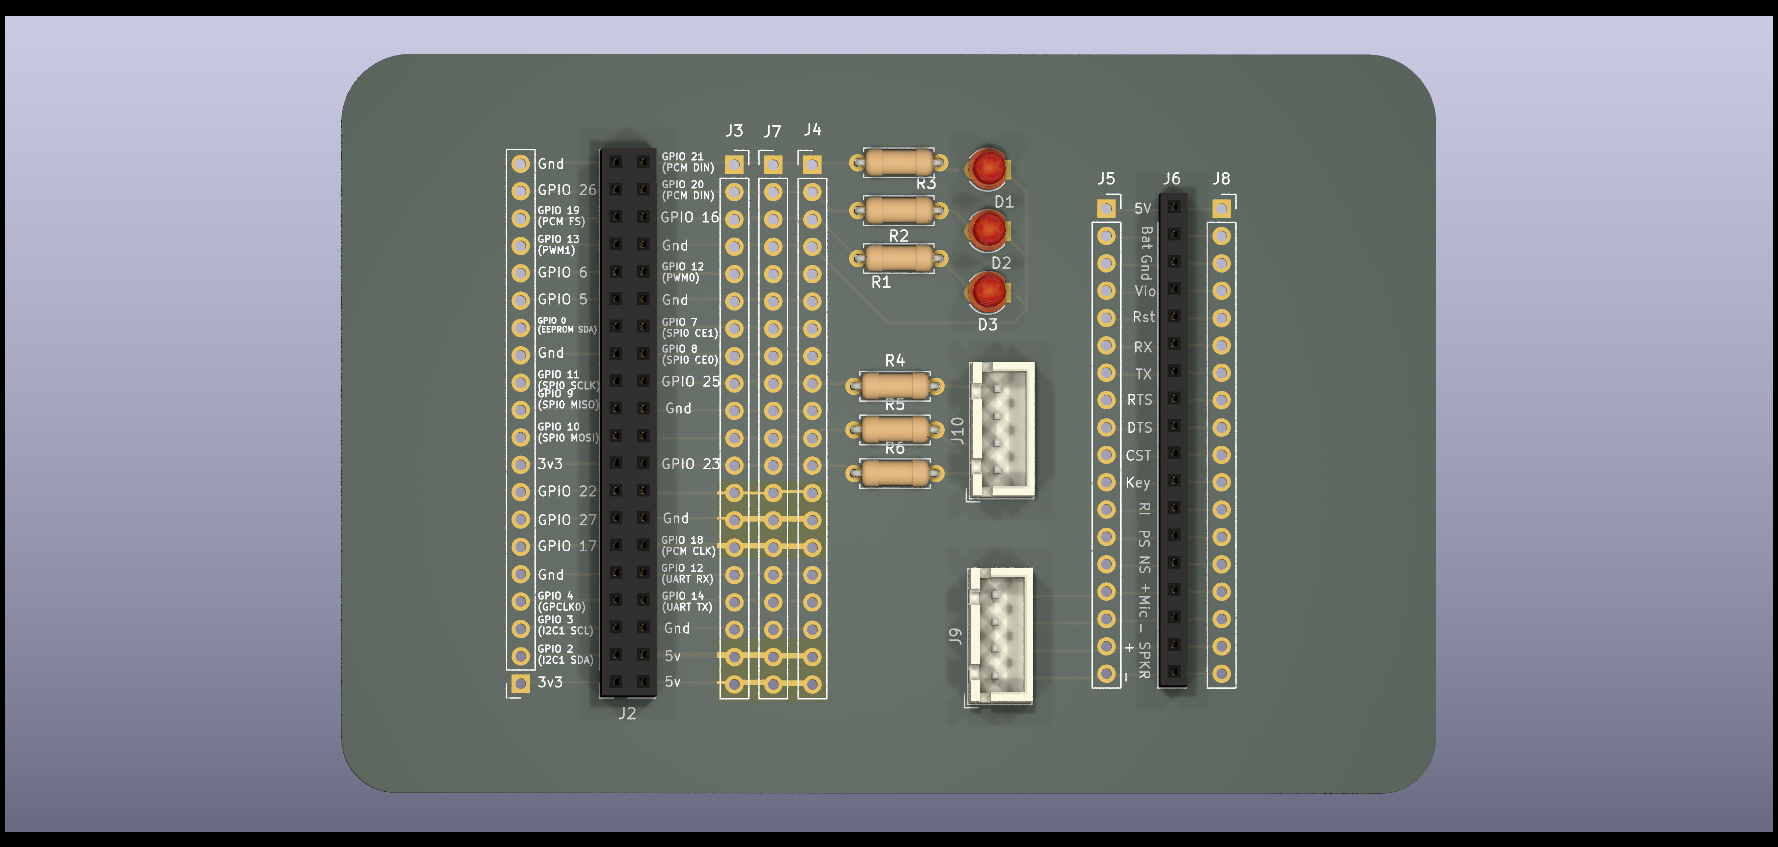 J3
J7
J4
Gnd
GPIO 26
GPIO 19
(PCM FS)
GPIO 13
(PWM1)
GPIO 6
GPIO 5
GPIO 0
(EEPROM SDA)
Gnd
GPIO 11
(SPI0 SCLK)
GPIO 9
(SPI0 MISO)
GPIO 10
(SPI0 MOSI)
3v3
GPIO 22
GPIO 27
GPIO 17
Gnd
GPIO 4
(GPCLK0)
GPIO 3
(I2C1 SCL)
GPIO 2
(I2C1 SDA)
3v3
J2
GPIO 21
(PCM DIN)
GPIO 20
(PCM DIN)
GPIO 16
Gnd
GPIO 12
(PWM0)
Gnd
GPIO 7
(SPI0 CE1)
GPIO 8
(SPI0 CE0)
GPIO 25
Gnd
GPIO 23
Gnd
GPIO 18
(PCM CLK)
GPIO 12
(UART RX)
GPIO 14
(UART TX)
Gnd
5v
5v
R3
R2
R1
D1
D2
D3
R4
R5
R6
J10
J9
J5
J6
J8
5V
Bat
Gnd
Vio
Rst
RX
TX
RTS
DTS
CST
Key
RI
PS
NS
+ Mic -
+ SPKR -